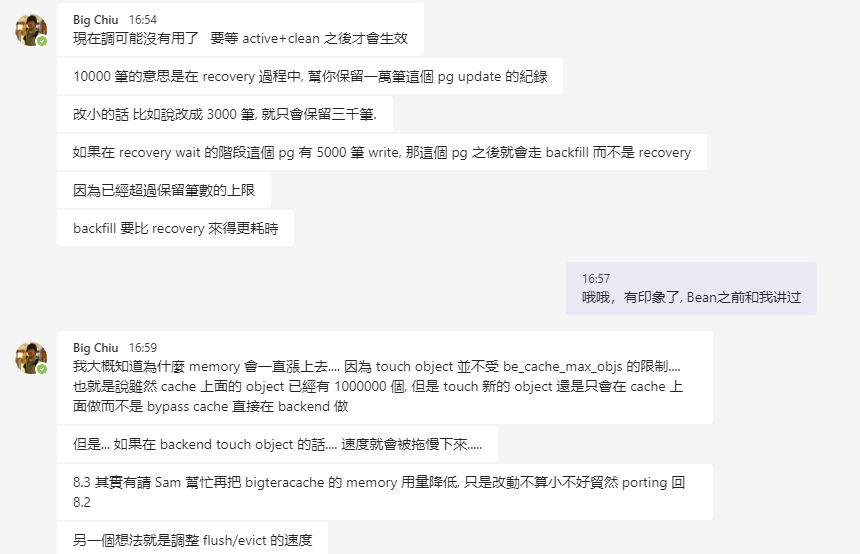 Big Chiu 16:54
現在調可能沒有用了 要等 active+clean 之後才會生效
10000 筆的意思是在 recovery 過程中, 幫你保留一萬筆這個 pg update 的紀錄
改小的話 比如說改成 3000 筆, 就只會保留三千筆.
如果在 recovery wait 的階段這個 pg 有 5000 筆 write, 那這個 pg 之後就會走 backfill 而不是 recovery
因為已經超過保留筆數的上限
backfill 要比 recovery 來得更耗時
16:57
哦哦，有印象了, Bean之前和我讲过
Big Chiu 16:59
我大概知道為什麼 memory 會一直漲上去.... 因為 touch object 並不受 be_cache_max_objs 的限制....
也就是說雖然 cache 上面的 object 已經有 1000000 個, 但是 touch 新的 object 還是只會在 cache 上
面做而不是 bypass cache 直接在 backend 做
但是... 如果在 backend touch object 的話.... 速度就會被拖慢下來.....
8.3 其實有請 Sam 幫忙再把 bigteracache 的 memory 用量降低, 只是改動不算小不好貿然 porting 回
8.2
另一個想法就是調整 flush/evict 的速度